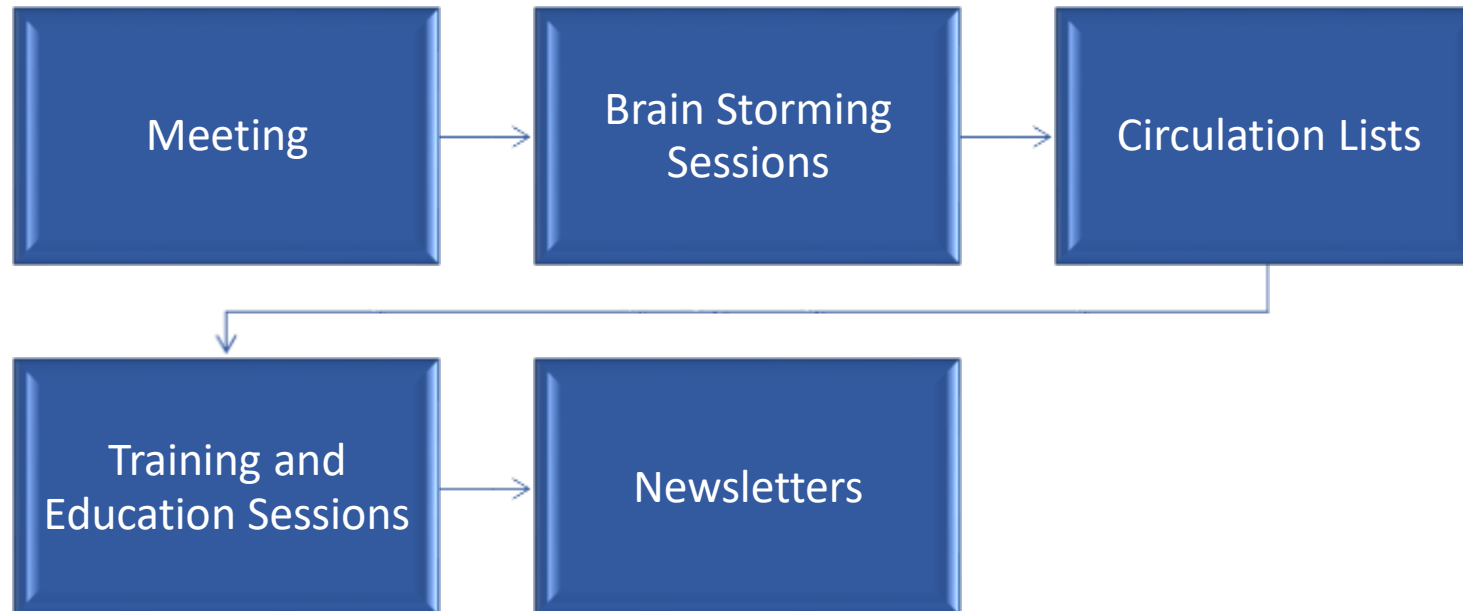 Meeting
Brain Storming
Sessions
Circulation Lists
Training and
Education Sessions
Newsletters